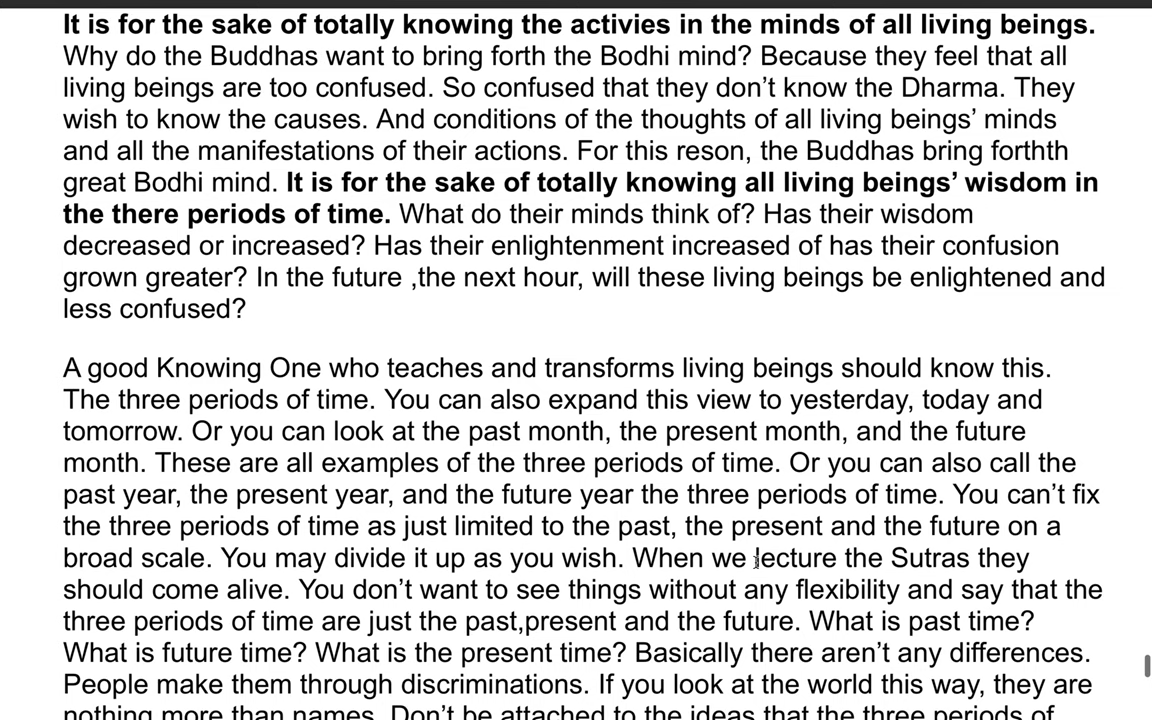 It is for the sake of totally knowing the activies in the minds of all living beings.
Why do the Buddhas want to bring forth the Bodhi mind? Because they feel that all
living beings are too confused. So confused that they don’t know the Dharma. They
wish to know the causes. And conditions of the thoughts of all living beings’ minds
and all the manifestations of their actions. For this reson, the Buddhas bring forthth
great Bodhi mind. It is for the sake of totally knowing all living beings’ wisdom in
the there periods of time. What do their minds think of? Has their wisdom
decreased or increased? Has their enlightenment increased of has their confusion
grown greater? In the future ,the next hour, will these living beings be enlightened and
less confused?
A good Knowing One who teaches and transforms living beings should know this.
The three periods of time. You can also expand this view to yesterday, today and
tomorrow. Or you can look at the past month, the present month, and the future
month. These are all examples of the three periods of time. Or you can also call the
past year, the present year, and the future year the three periods of time. You can’t fix
the three periods of time as just limited to the past, the present and the future on a
broad scale. You may divide it up as you wish. When we lecture the Sutras they
should come alive. You don’t want to see things without any flexibility and say that the
three periods of time are just the past,present and the future. What is past time?
What is future time? What is the present time? Basically there aren’t any differences.
People make them through discriminations. If you look at the world this way, they are
nothing more than names. Don’t be attached to the ideas that the three periods of